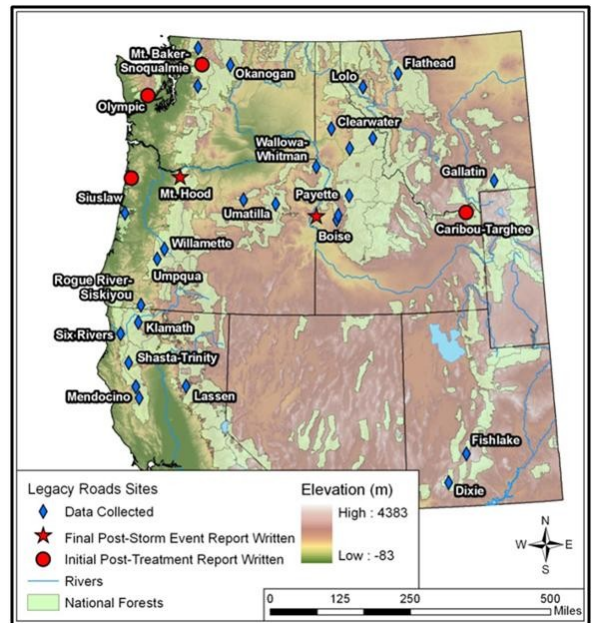 Mt. Baker-
Snoqualmie
Okanogan
Lolo
Flathead
Olympic
Clearwater
Wallowa-
Whitman
Gallatin
Siuslaw
Mt. Hood
Umatilla
Payette
Boise
Caribou-Targhee
Willamette
Umpqua
Rogue River-
Siskiyou
Klamath
Six Rivers
Shasta-Trinity
Mendocino
Lassen
Fishlake
Dixie
Legacy Roads Sites
Data Collected
Final Post-Storm Event Report Written
Initial Post-Treatment Report Written
Rivers
National Forests
Elevation (m)
High : 4383
Low : -83
N
W
E
S
0 125 250 500
Miles